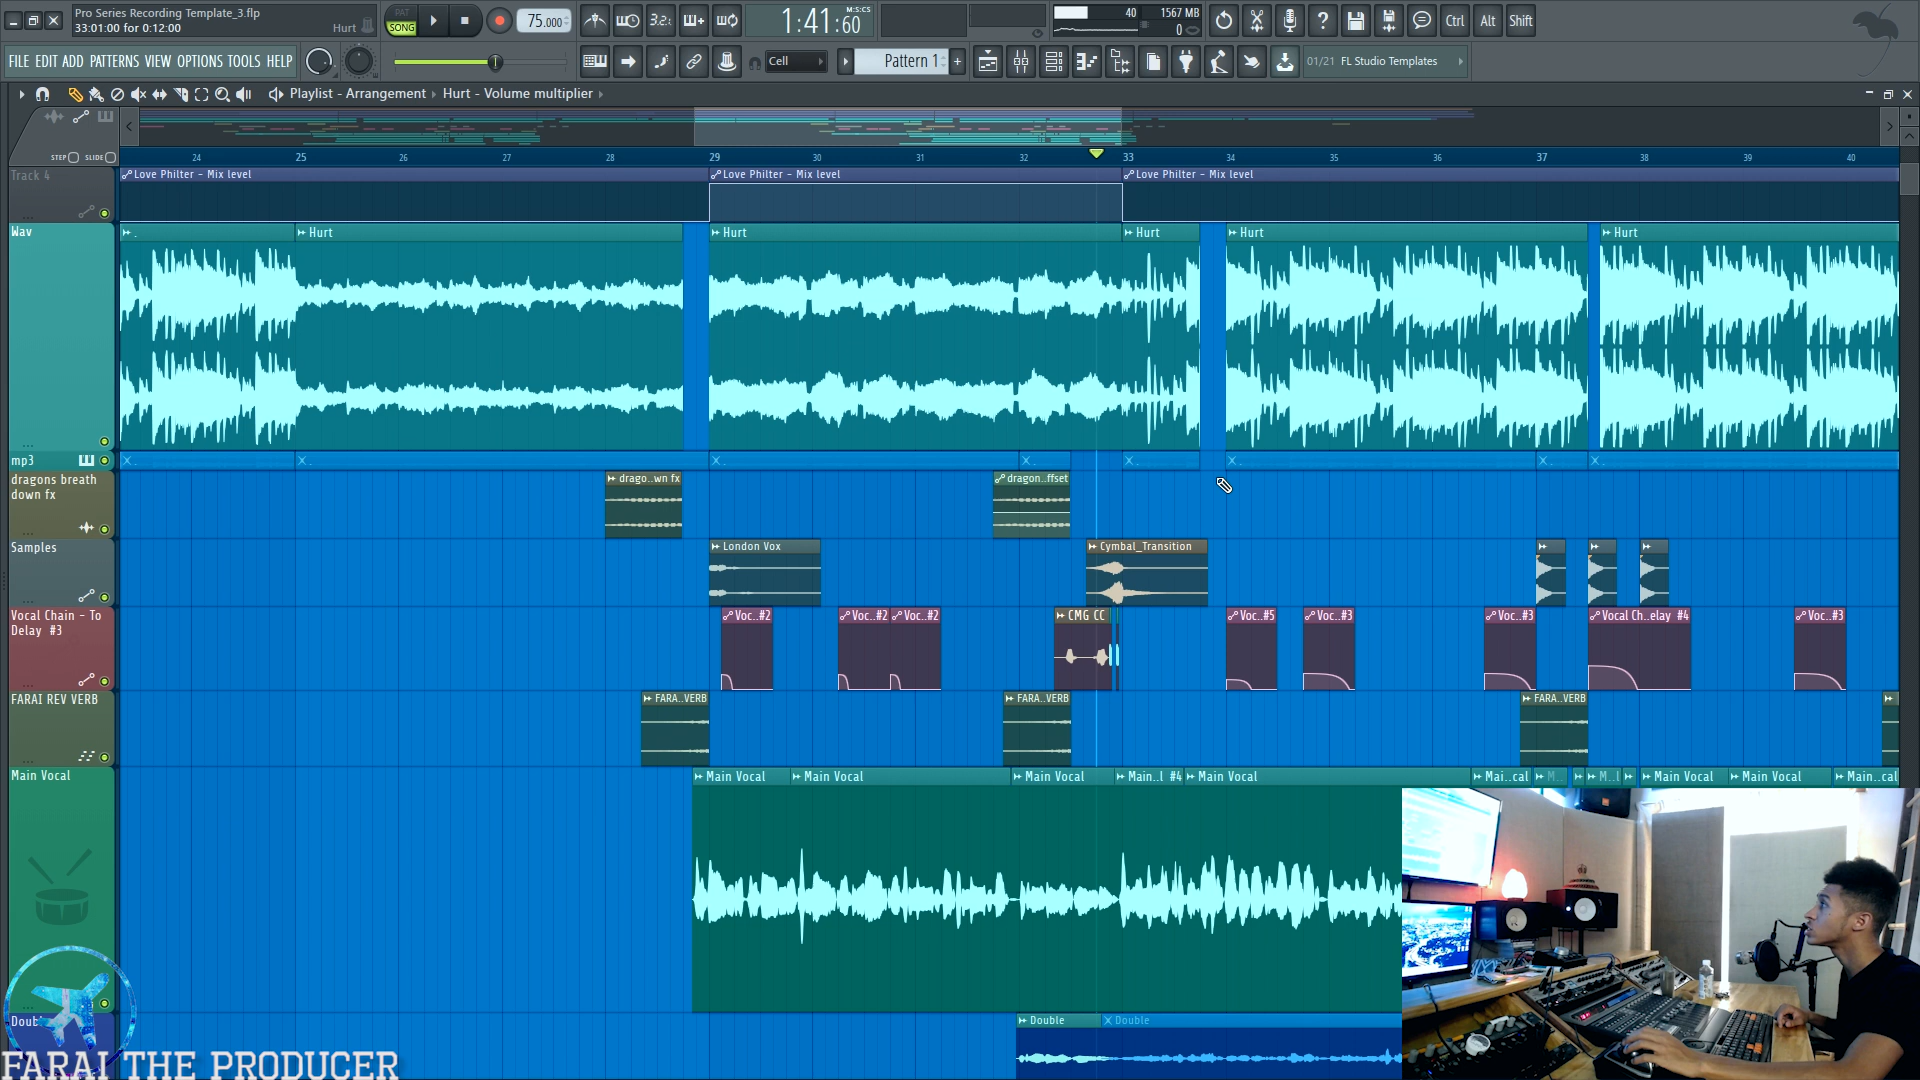 Pro Series Recording Template_3.flp
33:01:00 for 0:12:00
Hurt
PAT
SONG
75.000
3.2.
1:41:60
M:S:CS
40
1567 MB
0
Ctrl
Alt
Shift
FILE EDIT ADD PATTERNS VIEW OPTIONS TOOLS HELP
Cell
Pattern 1
01/21 FL Studio Templates
Playlist - Arrangement
Hurt - Volume multiplier
STEP
SLIDE
24 25 26 27 28 29 30 31 32 33 34 35 36 37 38 39 40
Track 4
Love Philter - Mix level
Love Philter - Mix level
Love Philter - Mix level
Wav
Hurt
Hurt
Hurt
Hurt
Hurt
mp3
dragons breath
down fx
drago..wn fx
dragon..ffset
Samples
London Vox
Cymbal_Transition
Vocal Chain - To
Delay #3
Voc..#2
Voc..#2
Voc..#2
CMG CC
Voc..#5
Voc..#3
Voc..#3
Vocal Ch..elay #4
Voc..#3
FARAI REV VERB
FARA..VERB
FARA..VERB
FARA..VERB
Main Vocal
Main Vocal
Main Vocal
Main Vocal
Main..l #4
Main Vocal
Mai..cal
M..
M..l
Main Vocal
Main Vocal
Main..cal
Double
Double
FARAI THE PRODUCER